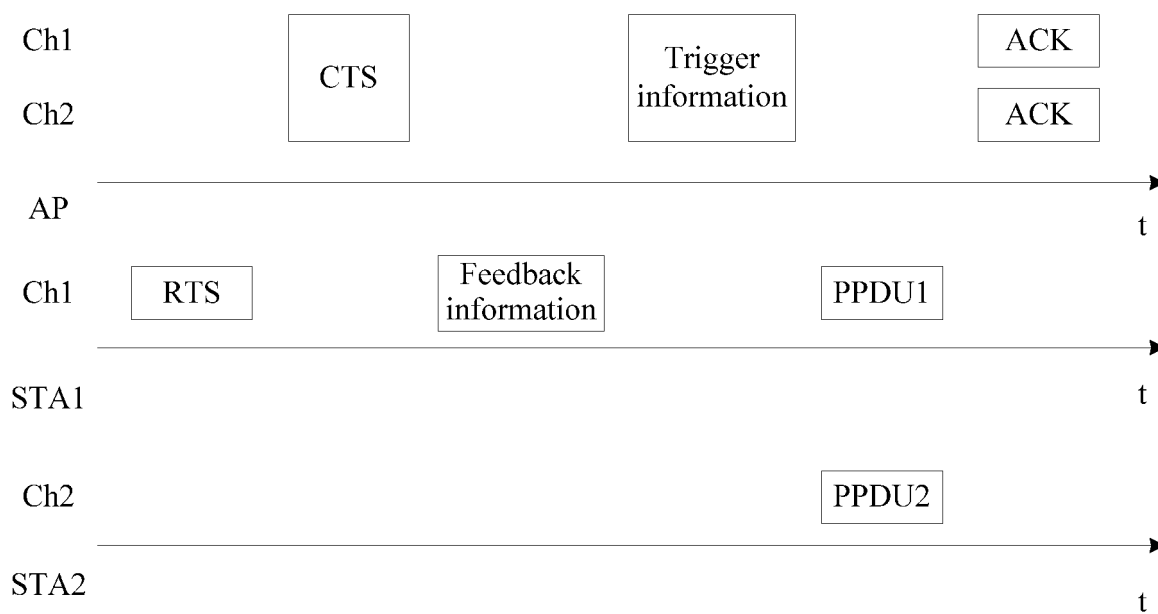 Ch1
CTS
Trigger
information
ACK
Ch2
ACK
AP
t
Ch1
RTS
Feedback
information
PPDU1
STA1
t
Ch2
PPDU2
STA2
t